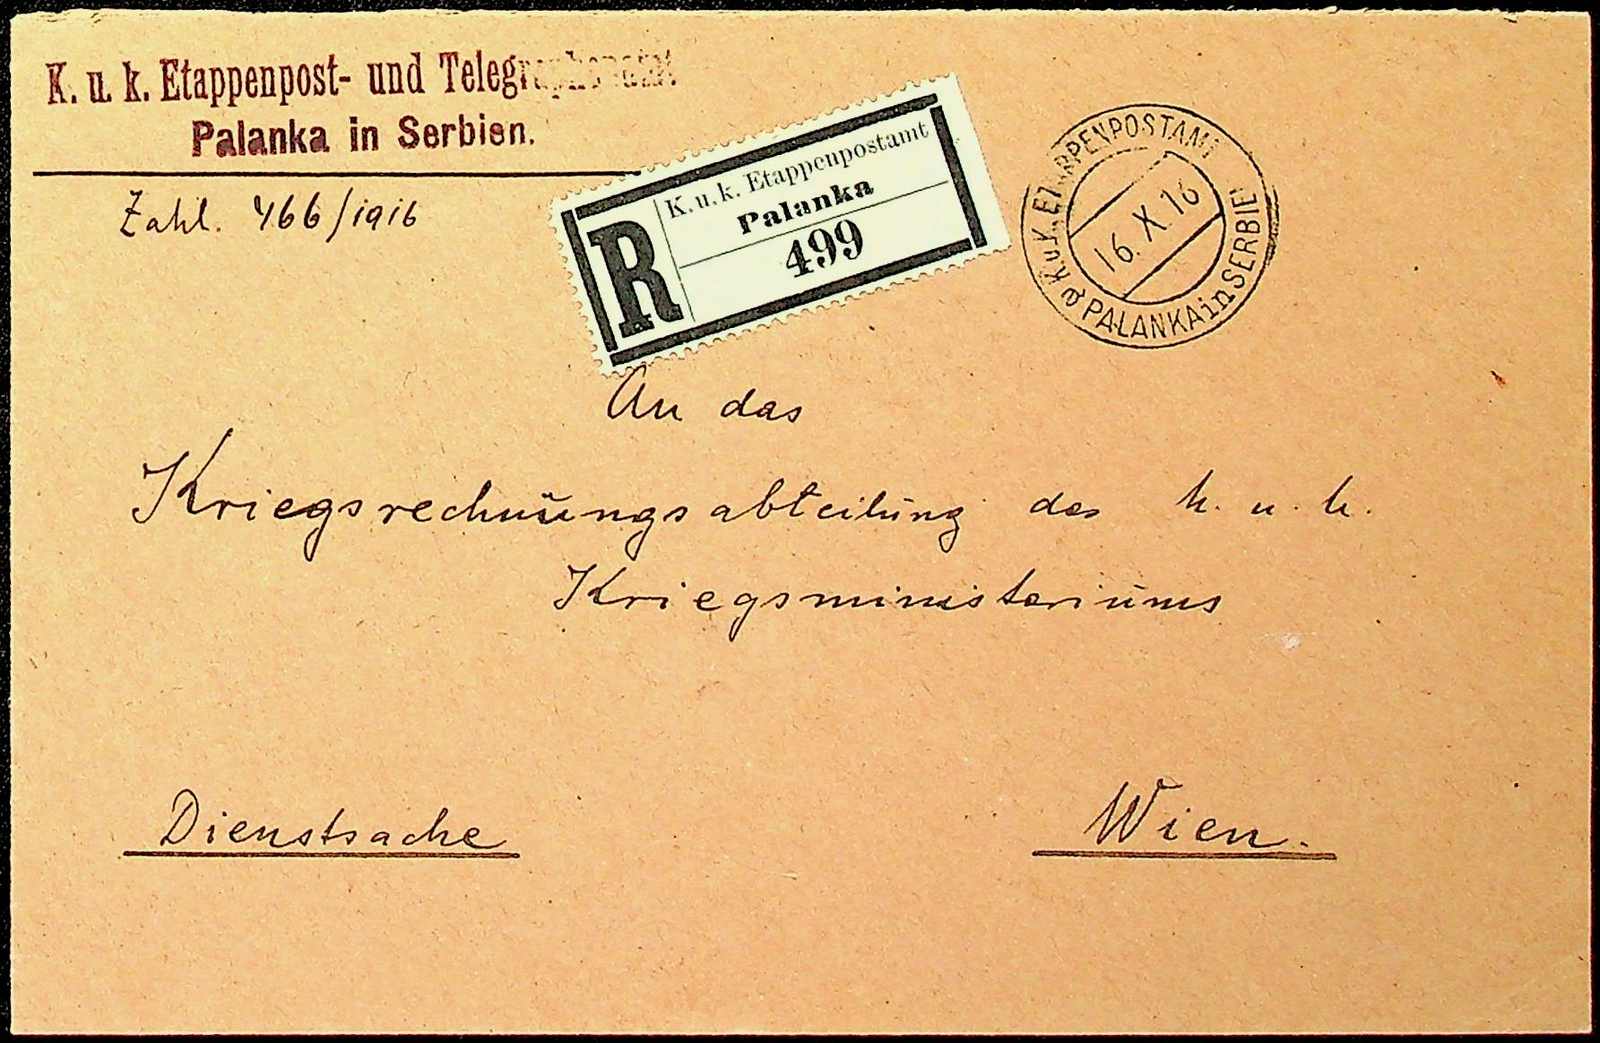 K. u. k. Etappenpost- und Telegraphenamt
Palanka in Serbien.
Zahl. 466/1916
R
K. u. k. Etappenpostamt
Palanka
499
K.u.K. ETAPPENPOSTAMT
16. X. 16
PALANKA in SERBIEN
An das
Kriegsrechnungsabteilung des k. u. k.
Kriegsministeriums
Dienstsache
Wien.